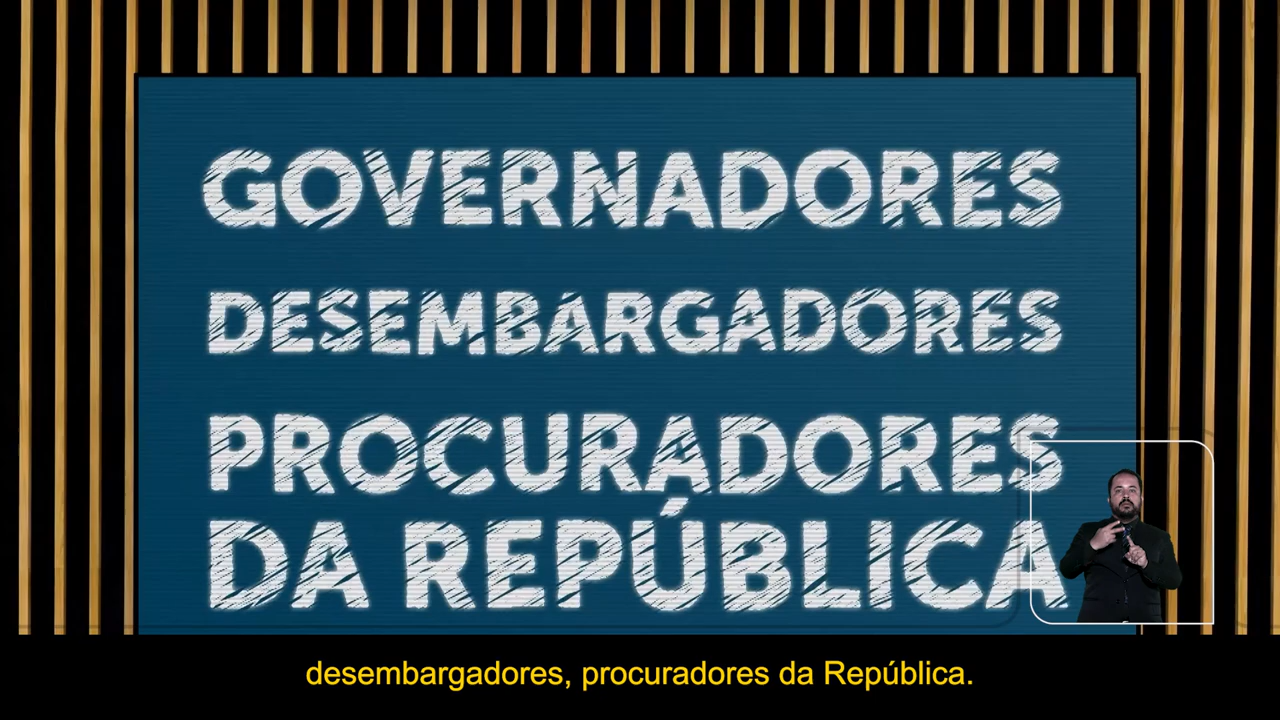 GOVERNADORES
DESEMBARGADORES
PROCURADORES
DA REPÚBLICA
desembargadores, procuradores da República.